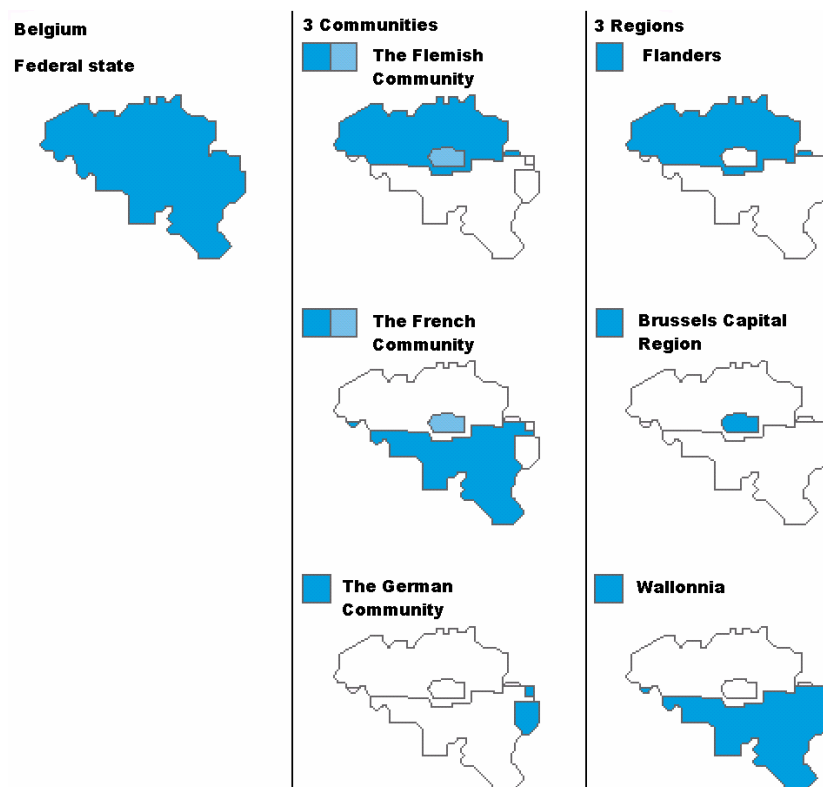 Belgium
Federal state
3 Communities
The Flemish
Community
The French
Community
The German
Community
3 Regions
Flanders
Brussels Capital
Region
Wallonnia